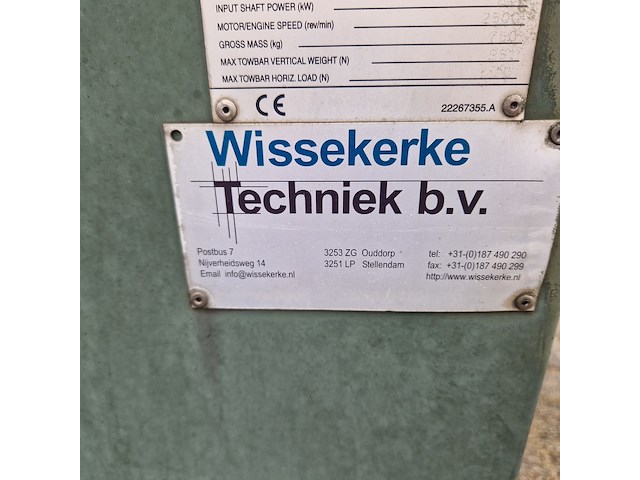 INPUT SHAFT POWER (kW)
MOTOR/ENGINE SPEED (rev/min)
GROSS MASS (kg)
MAX TOWBAR VERTICAL WEIGHT (N)
MAX TOWBAR HORIZ. LOAD (N)
CE 22267355.A
Wissekerke
Techniek b.v.
Postbus 7 3253 ZG Ouddorp tel: +31-(0)187 490 290
Nijverheidsweg 14 3251 LP Stellendam fax: +31-(0)187 490 299
Email info@wissekerke.nl http://www.wissekerke.nl